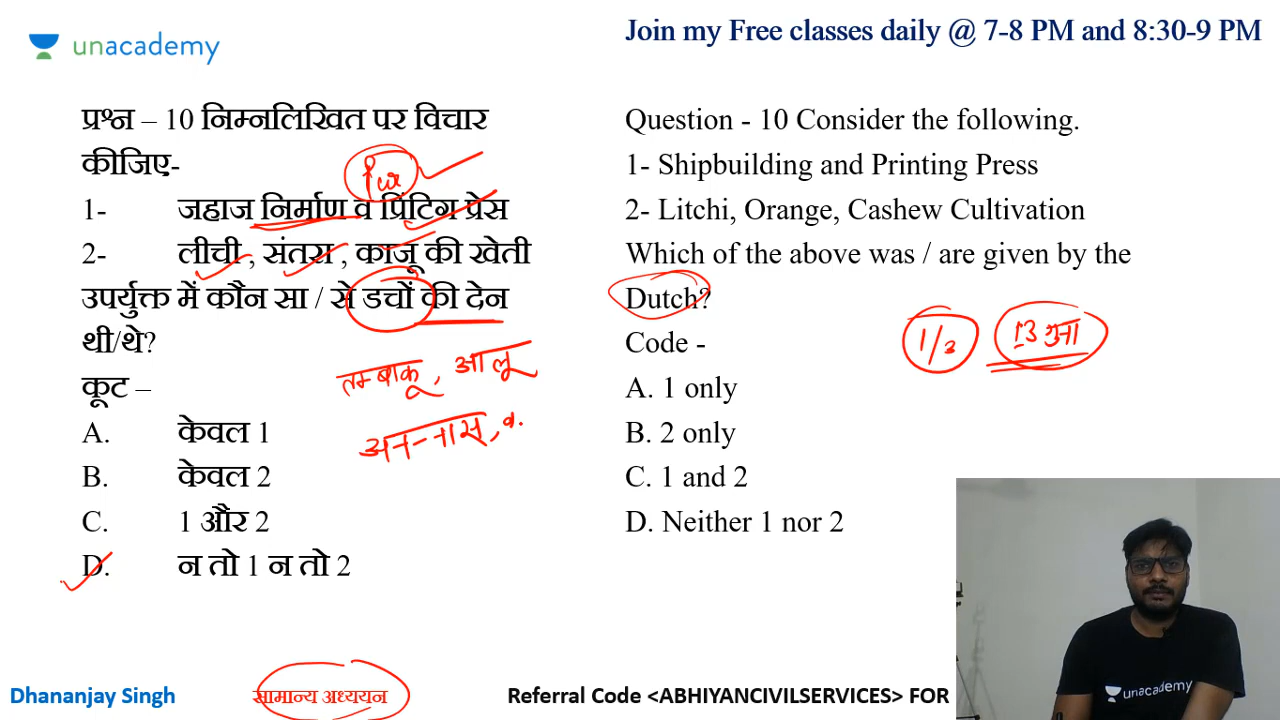 unacademy
Join my Free classes daily @ 7-8 PM and 8:30-9 PM
प्रश्न – 10 निम्नलिखित पर विचार
कीजिए-
1- जहाज निर्माण व प्रिंटिग प्रेस
2- लीची , संतरा , काजू की खेती
उपर्युक्त में कौन सा / से डचों की देन
थी/थे?
कूट –
A. केवल 1
B. केवल 2
C. 1 और 2
D. न तो 1 न तो 2
तम्बाकू, आलू
अनन्नास,
Question - 10 Consider the following.
1- Shipbuilding and Printing Press
2- Litchi, Orange, Cashew Cultivation
Which of the above was / are given by the
Dutch?
Code -
A. 1 only
B. 2 only
C. 1 and 2
D. Neither 1 nor 2
unacademy
Dhananjay Singh
सामान्य अध्ययन
Referral Code <ABHIYANCIVILSERVICES> FOR